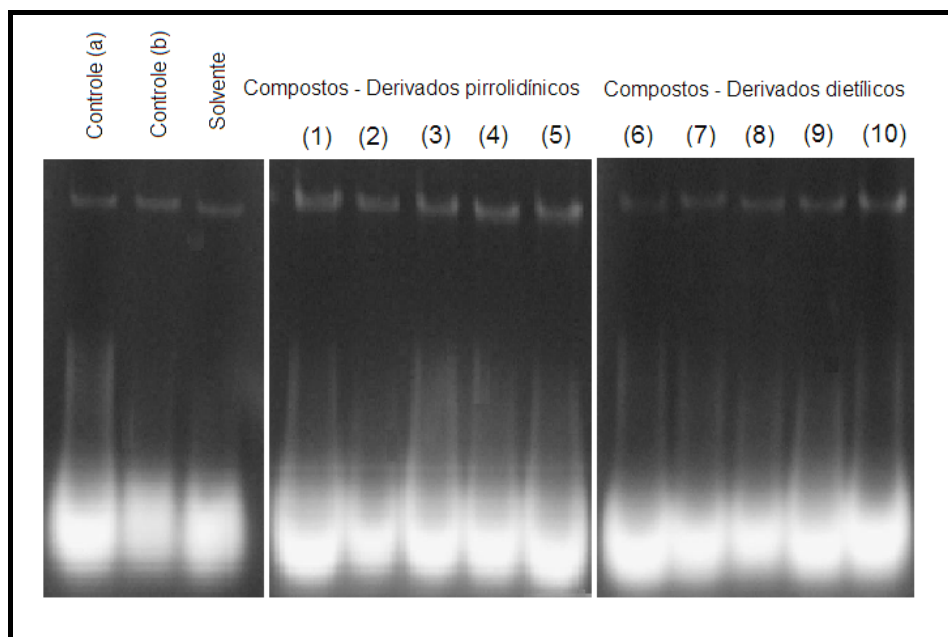 Controle (a)
Controle (b)
Solvente
Compostos - Derivados pirrolidínicos
Compostos - Derivados dietílicos
(1) (2) (3) (4) (5)
(6) (7) (8) (9) (10)